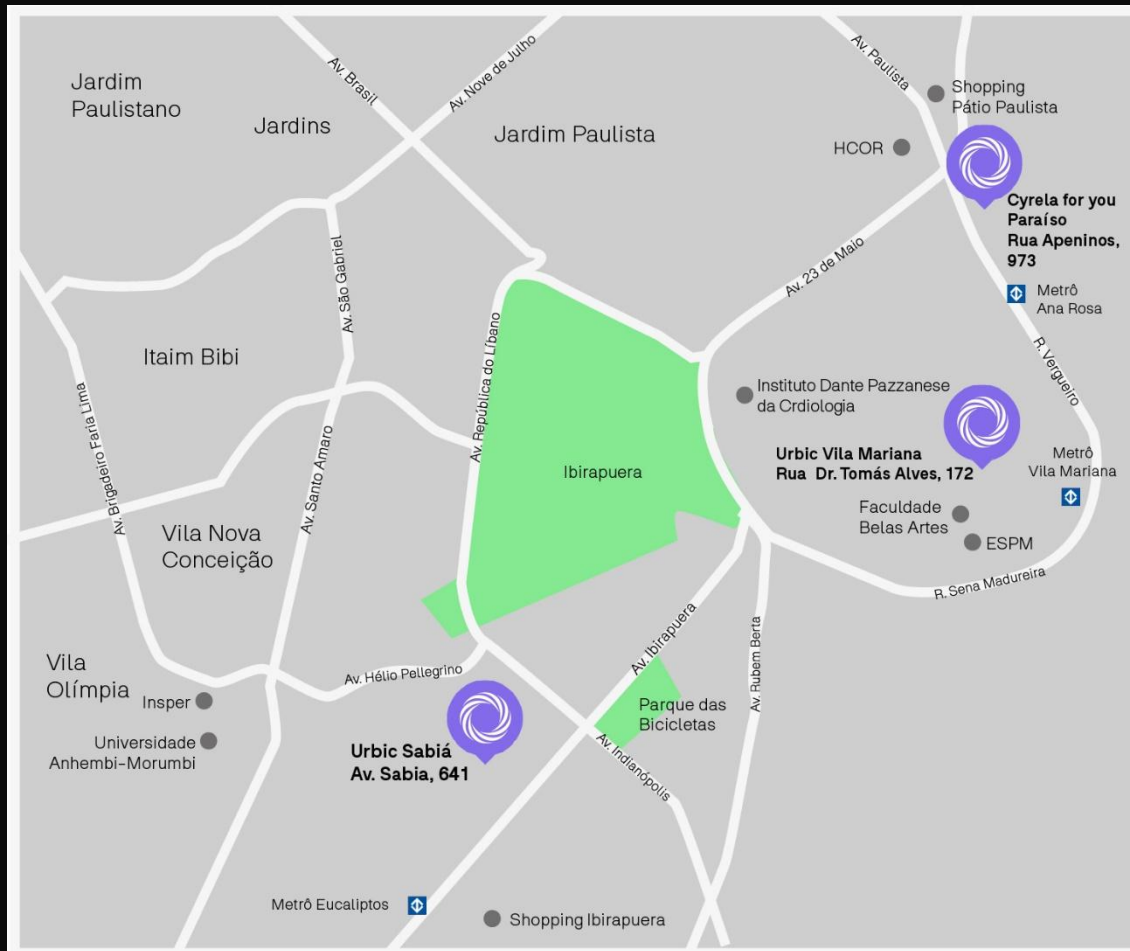 Jardim
Paulistano
Jardins
Av. Brasil
Av. Nove de Julho
Jardim Paulista
Av. Paulista
Shopping
Pátio Paulista
HCOR
Cyrela for you
Paraíso
Rua Apeninos,
973
Av. 23 de Maio
Metrô
Ana Rosa
Av. São Gabriel
Itaim Bibi
Av. República do Líbano
R. Vergueiro
Instituto Dante Pazzanese
da Crdiologia
Av. Brigadeiro Faria Lima
Av. Santo Amaro
Urbic Vila Mariana
Rua Dr. Tomás Alves, 172
Metrô
Vila Mariana
Ibirapuera
Faculdade
Belas Artes
ESPM
Vila Nova
Conceição
R. Sena Madureira
Av. Ibirapuera
Av. Rubem Berta
Vila
Olímpia
Av. Hélio Pellegrino
Insper
Parque das
Bicicletas
Universidade
Anhembi-Morumbi
Urbic Sabiá
Av. Sabia, 641
Av. Indianópolis
Metrô Eucaliptos
Shopping Ibirapuera